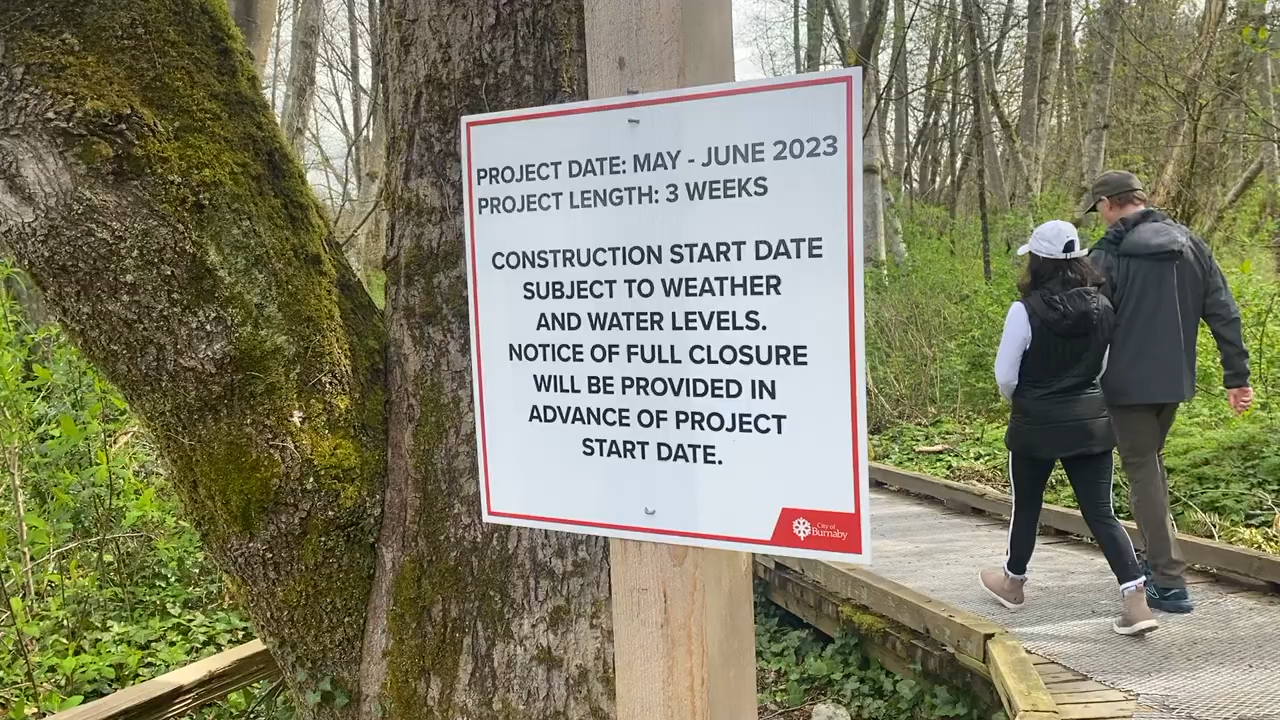 PROJECT DATE: MAY - JUNE 2023
PROJECT LENGTH: 3 WEEKS
CONSTRUCTION START DATE
SUBJECT TO WEATHER
AND WATER LEVELS.
NOTICE OF FULL CLOSURE
WILL BE PROVIDED IN
ADVANCE OF PROJECT
START DATE.
City of
Burnaby